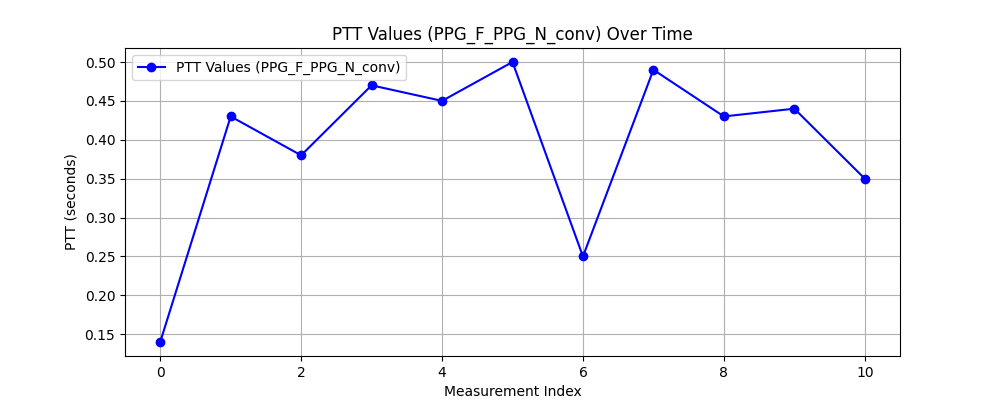 PTT Values (PPG_F_PPG_N_conv) Over Time
PTT Values (PPG_F_PPG_N_conv)
PTT (seconds)
0.50
0.45
0.40
0.35
0.30
0.25
0.20
0.15
0 2 4 6 8 10
Measurement Index